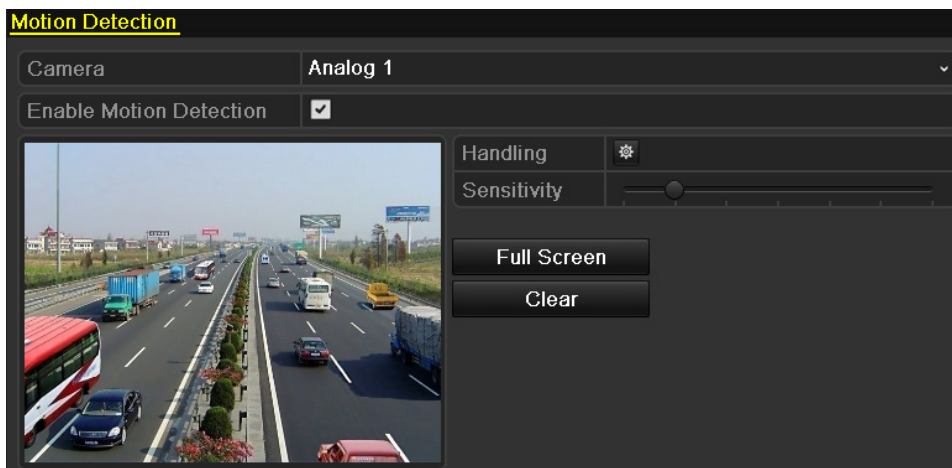 Motion Detection
Camera
Analog 1
Enable Motion Detection
Handling
Sensitivity
Full Screen
Clear